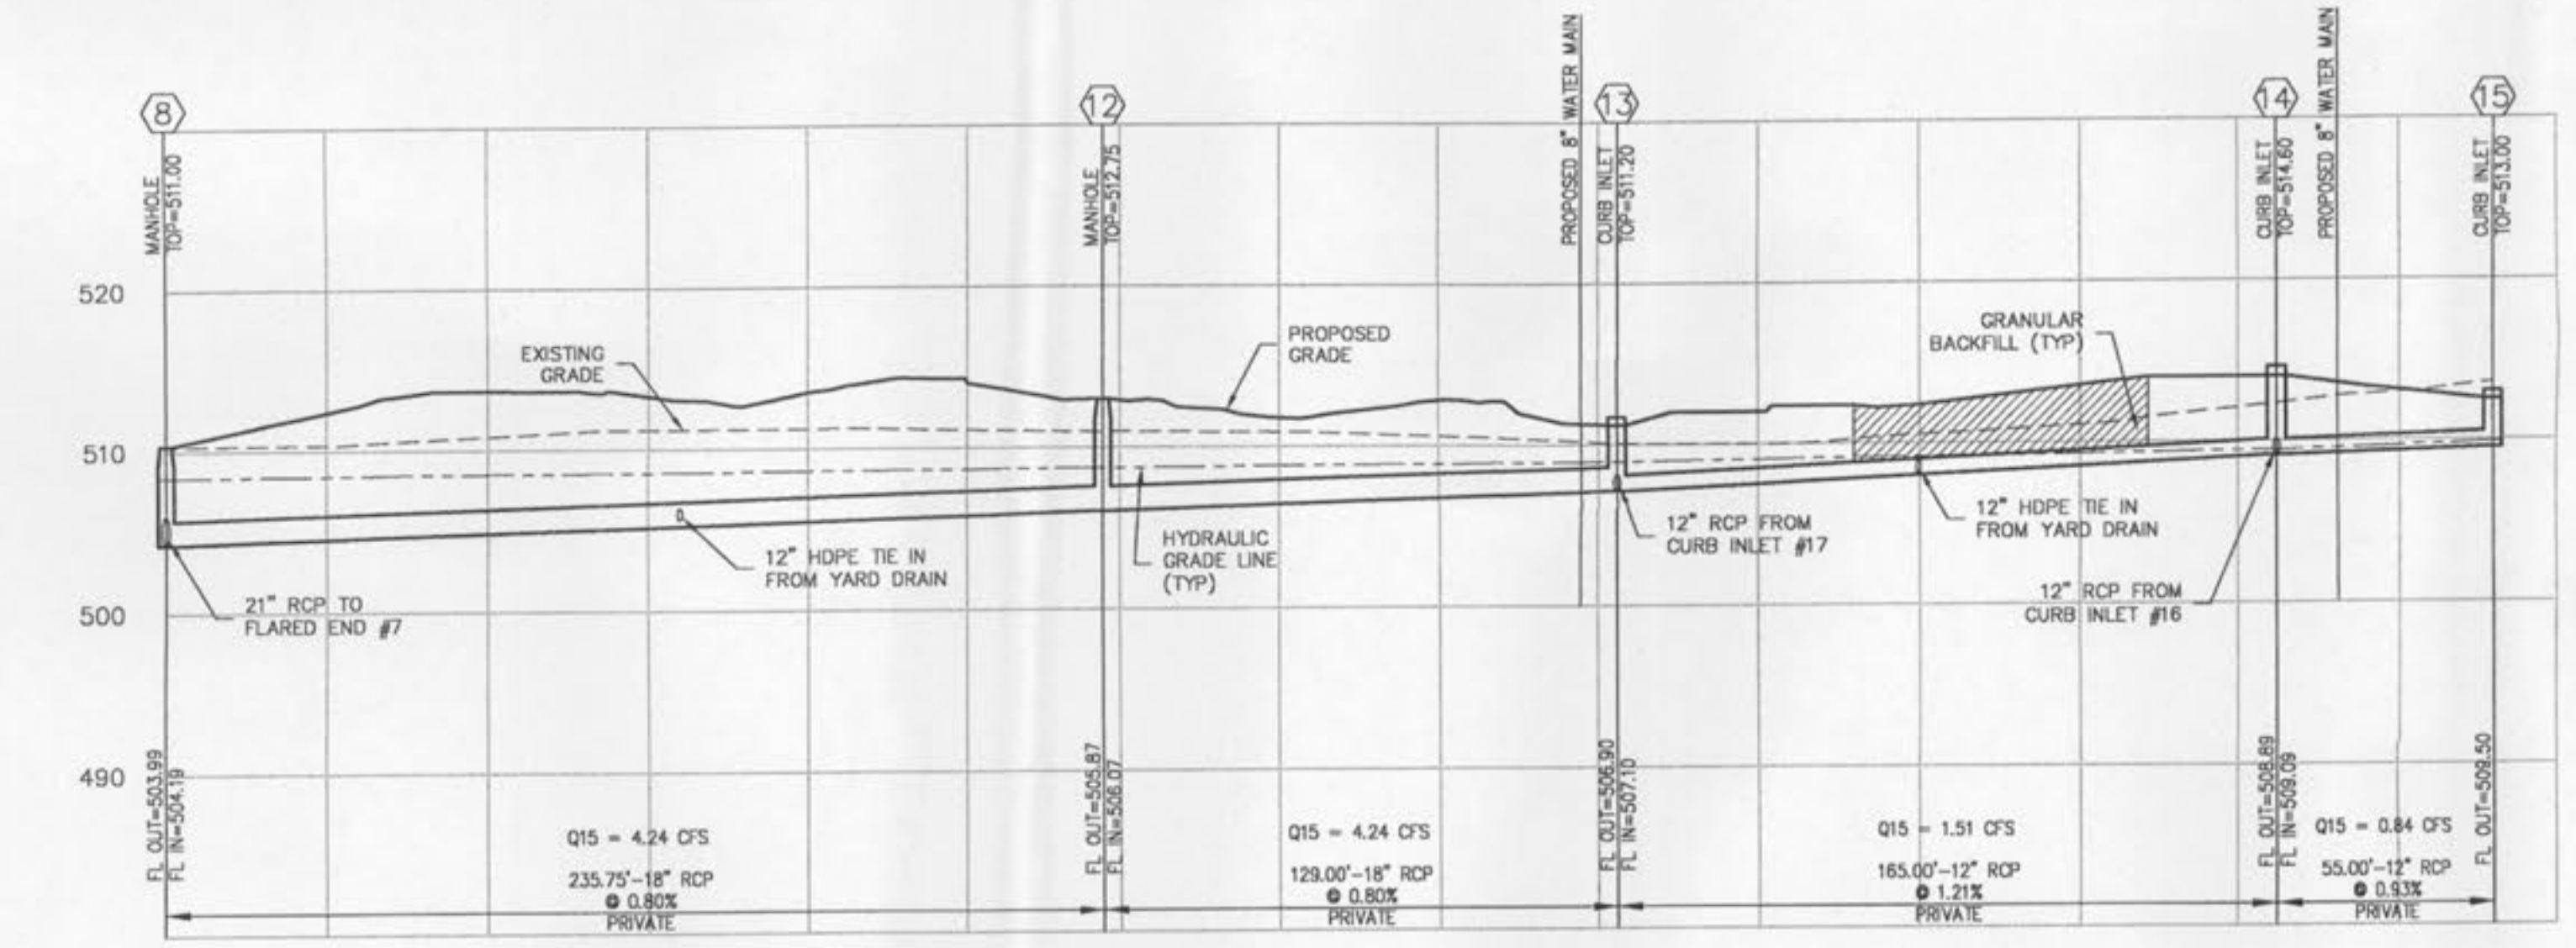 8
12
13
14
15
MANHOLE
TOP=511.00
MANHOLE
TOP=512.75
PROPOSED 8" WATER MAIN
CURB INLET
TOP=511.20
CURB INLET
TOP=514.60
PROPOSED 8" WATER MAIN
CURB INLET
TOP=513.00
520
510
500
490
EXISTING
GRADE
PROPOSED
GRADE
GRANULAR
BACKFILL (TYP)
21" RCP TO
FLARED END #7
12" HDPE TIE IN
FROM YARD DRAIN
HYDRAULIC
GRADE LINE
(TYP)
12" RCP FROM
CURB INLET #17
12" HDPE TIE IN
FROM YARD DRAIN
12" RCP FROM
CURB INLET #16
FL OUT=503.99
FL IN=504.19
FL OUT=505.87
FL IN=506.07
FL OUT=506.90
FL IN=507.10
FL OUT=508.89
FL IN=509.09
FL OUT=509.50
Q15 = 4.24 CFS
235.75'-18" RCP
@ 0.80%
PRIVATE
Q15 = 4.24 CFS
129.00'-18" RCP
@ 0.80%
PRIVATE
Q15 = 1.51 CFS
165.00'-12" RCP
@ 1.21%
PRIVATE
Q15 = 0.84 CFS
55.00'-12" RCP
@ 0.93%
PRIVATE